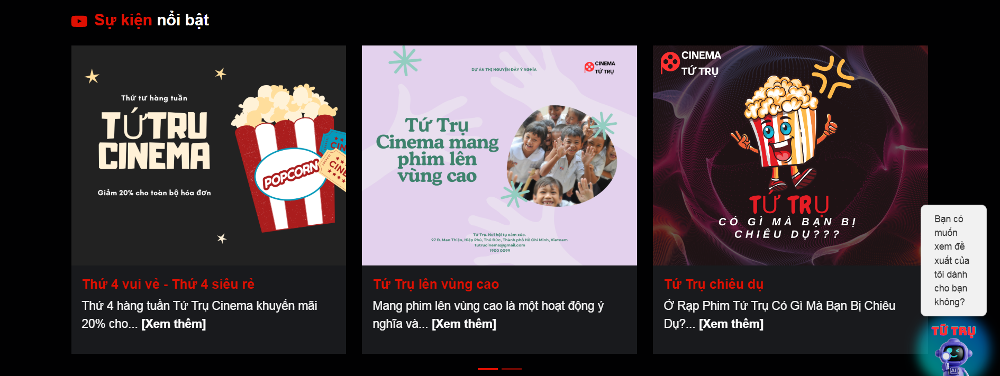 Sự kiện nổi bật
Thứ tư hàng tuần
TỨ TRU
CINEMA
Giảm 20% cho toàn bộ hóa đơn
POPCORN
CIN
CINE
Thứ 4 vui vẻ - Thứ 4 siêu rẻ
Thứ 4 hàng tuần Tứ Trụ Cinema khuyến mãi
20% cho... [Xem thêm]
DỰ ÁN THỊ NGUYỆN ĐẦY Ý NGHĨA
CINEMA
TỨ TRỤ
Tứ Trụ
Cinema mang
phim lên
vùng cao
Tứ Trụ. Nơi hội tụ cảm xúc.
97 Đ. Man Thiện, Hiệp Phú, Thủ Đức, Thành phố Hồ Chí Minh, Vietnam
tutrucinema@gmail.com
1900 0099
Tứ Trụ lên vùng cao
Mang phim lên vùng cao là một hoạt động ý
nghĩa và... [Xem thêm]
CINEMA
TỨ TRỤ
TỨ TRỤ
CÓ GÌ MÀ BẠN BỊ
CHIÊU DỤ???
Tứ Trụ chiêu dụ
Ở Rạp Phim Tứ Trụ Có Gì Mà Bạn Bị Chiêu
Dụ?... [Xem thêm]
Bạn có
muốn
xem đề
xuất của
tôi dành
cho bạn
không?
TỨ TRỤ
AI